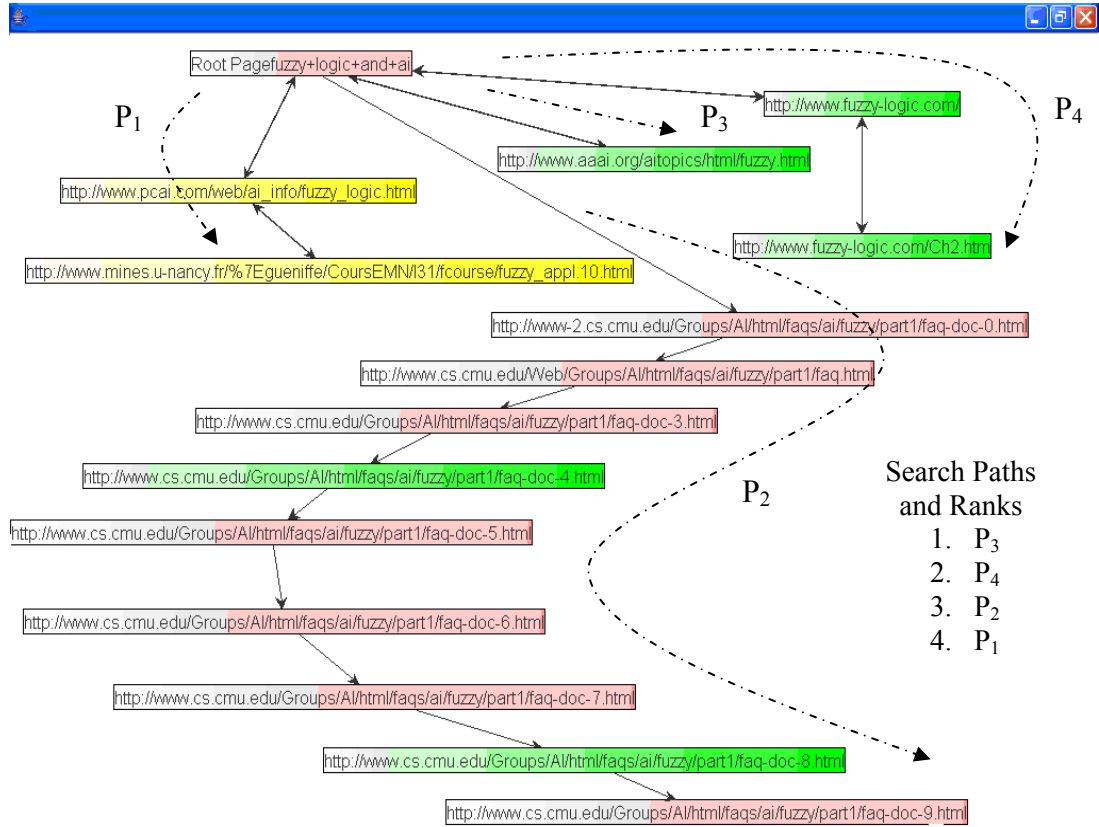 Root Pagefuzzy+logic+and+ai
http://www.fuzzy-logic.com/
P1
P3
P4
http://www.aaai.org/aitopics/html/fuzzy.html
http://www.pcai.com/web/ai_info/fuzzy_logic.html
http://www.fuzzy-logic.com/Ch2.htm
http://www.mines.u-nancy.fr/%7Egueniffe/CoursEMN/I31/fcourse/fuzzy_appl.10.html
http://www-2.cs.cmu.edu/Groups/AI/html/faqs/ai/fuzzy/part1/faq-doc-0.html
http://www.cs.cmu.edu/Web/Groups/AI/html/faqs/ai/fuzzy/part1/faq.html
http://www.cs.cmu.edu/Groups/AI/html/faqs/ai/fuzzy/part1/faq-doc-3.html
http://www.cs.cmu.edu/Groups/AI/html/faqs/ai/fuzzy/part1/faq-doc-4.html
P2
http://www.cs.cmu.edu/Groups/AI/html/faqs/ai/fuzzy/part1/faq-doc-5.html
http://www.cs.cmu.edu/Groups/AI/html/faqs/ai/fuzzy/part1/faq-doc-6.html
http://www.cs.cmu.edu/Groups/AI/html/faqs/ai/fuzzy/part1/faq-doc-7.html
http://www.cs.cmu.edu/Groups/AI/html/faqs/ai/fuzzy/part1/faq-doc-8.html
http://www.cs.cmu.edu/Groups/AI/html/faqs/ai/fuzzy/part1/faq-doc-9.html
Search Paths
and Ranks
1. P3
2. P4
3. P2
4. P1